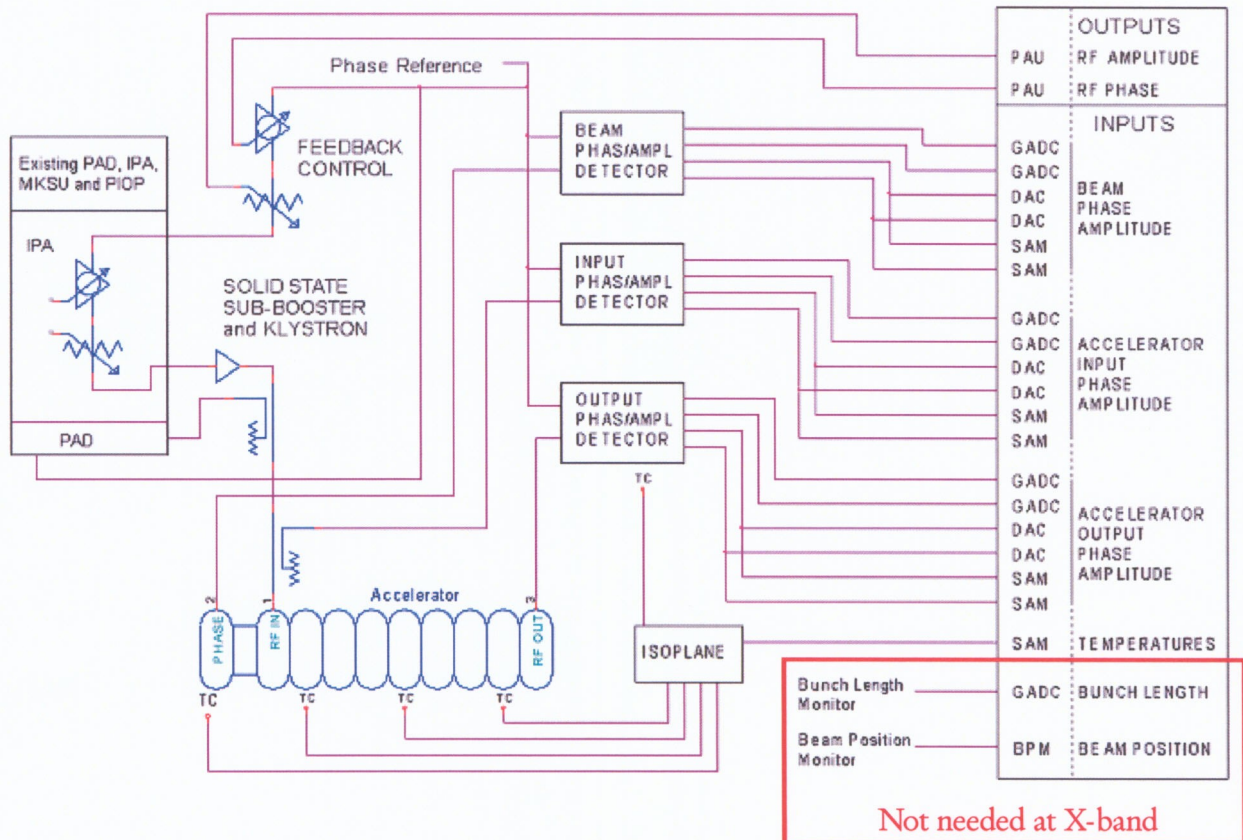 OUTPUTS
PAU RF AMPLITUDE
PAU RF PHASE
INPUTS
GADC
GADC
DAC
DAC
SAM
SAM
BEAM
PHASE
AMPLITUDE
GADC
GADC
DAC
DAC
SAM
SAM
ACCELERATOR
INPUT
PHASE
AMPLITUDE
GADC
GADC
DAC
DAC
SAM
SAM
ACCELERATOR
OUTPUT
PHASE
AMPLITUDE
SAM TEMPERATURES
GADC BUNCH LENGTH
BPM BEAM POSITION
Phase Reference
FEEDBACK
CONTROL
BEAM
PHAS/AMPL
DETECTOR
INPUT
PHAS/AMPL
DETECTOR
OUTPUT
PHAS/AMPL
DETECTOR
Existing PAD, IPA,
MKSU and PIOP
IPA
PAD
SOLID STATE
SUB-BOOSTER
and KLYSTRON
TC
Accelerator
2
1
3
PHASE
RF IN
RF OUT
TC
TC
TC
TC
ISOPLANE
Bunch Length
Monitor
Beam Position
Monitor
Not needed at X-band